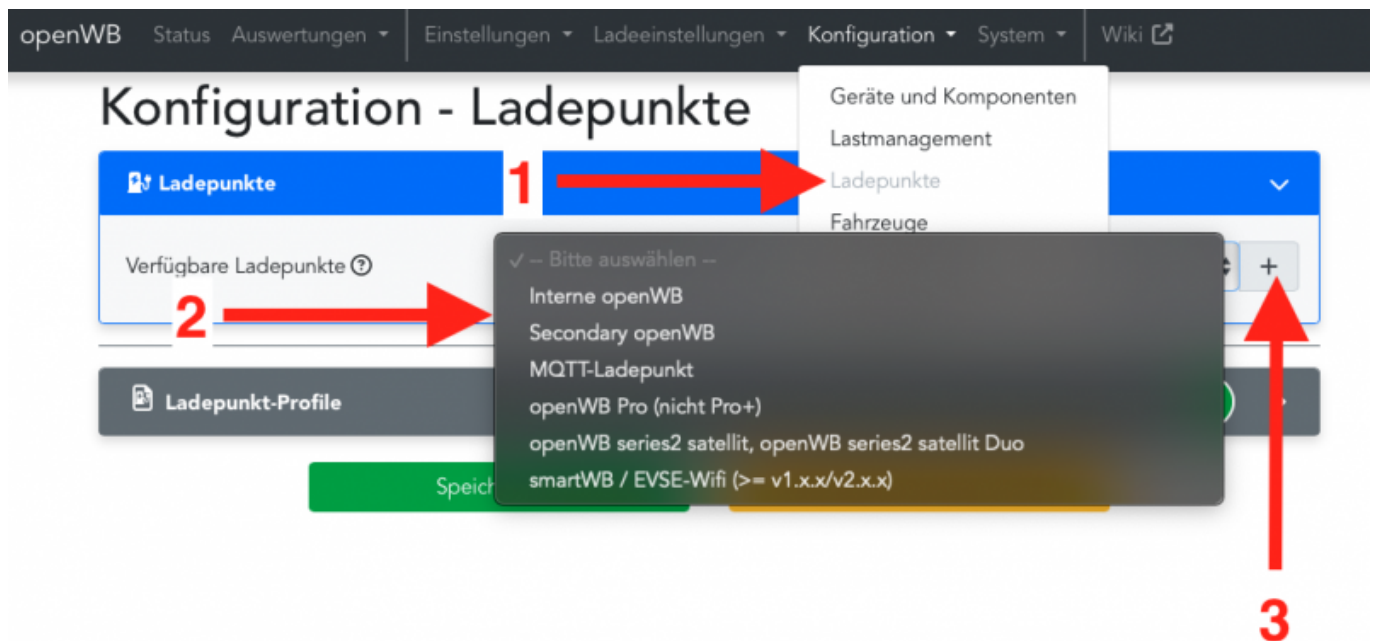 openWB Status Auswertungen Einstellungen Ladeeinstellungen Konfiguration System Wiki
Konfiguration - Ladepunkte
Geräte und Komponenten
Lastmanagement
Ladepunkte
Fahrzeuge
Ladepunkte
1
Verfügbare Ladepunkte
-- Bitte auswählen --
Interne openWB
Secondary openWB
MQTT-Ladepunkt
openWB Pro (nicht Pro+)
openWB series2 satellit, openWB series2 satellit Duo
smartWB / EVSE-Wifi (>= v1.x.x/v2.x.x)
+
2
Ladepunkt-Profile
Speich
3